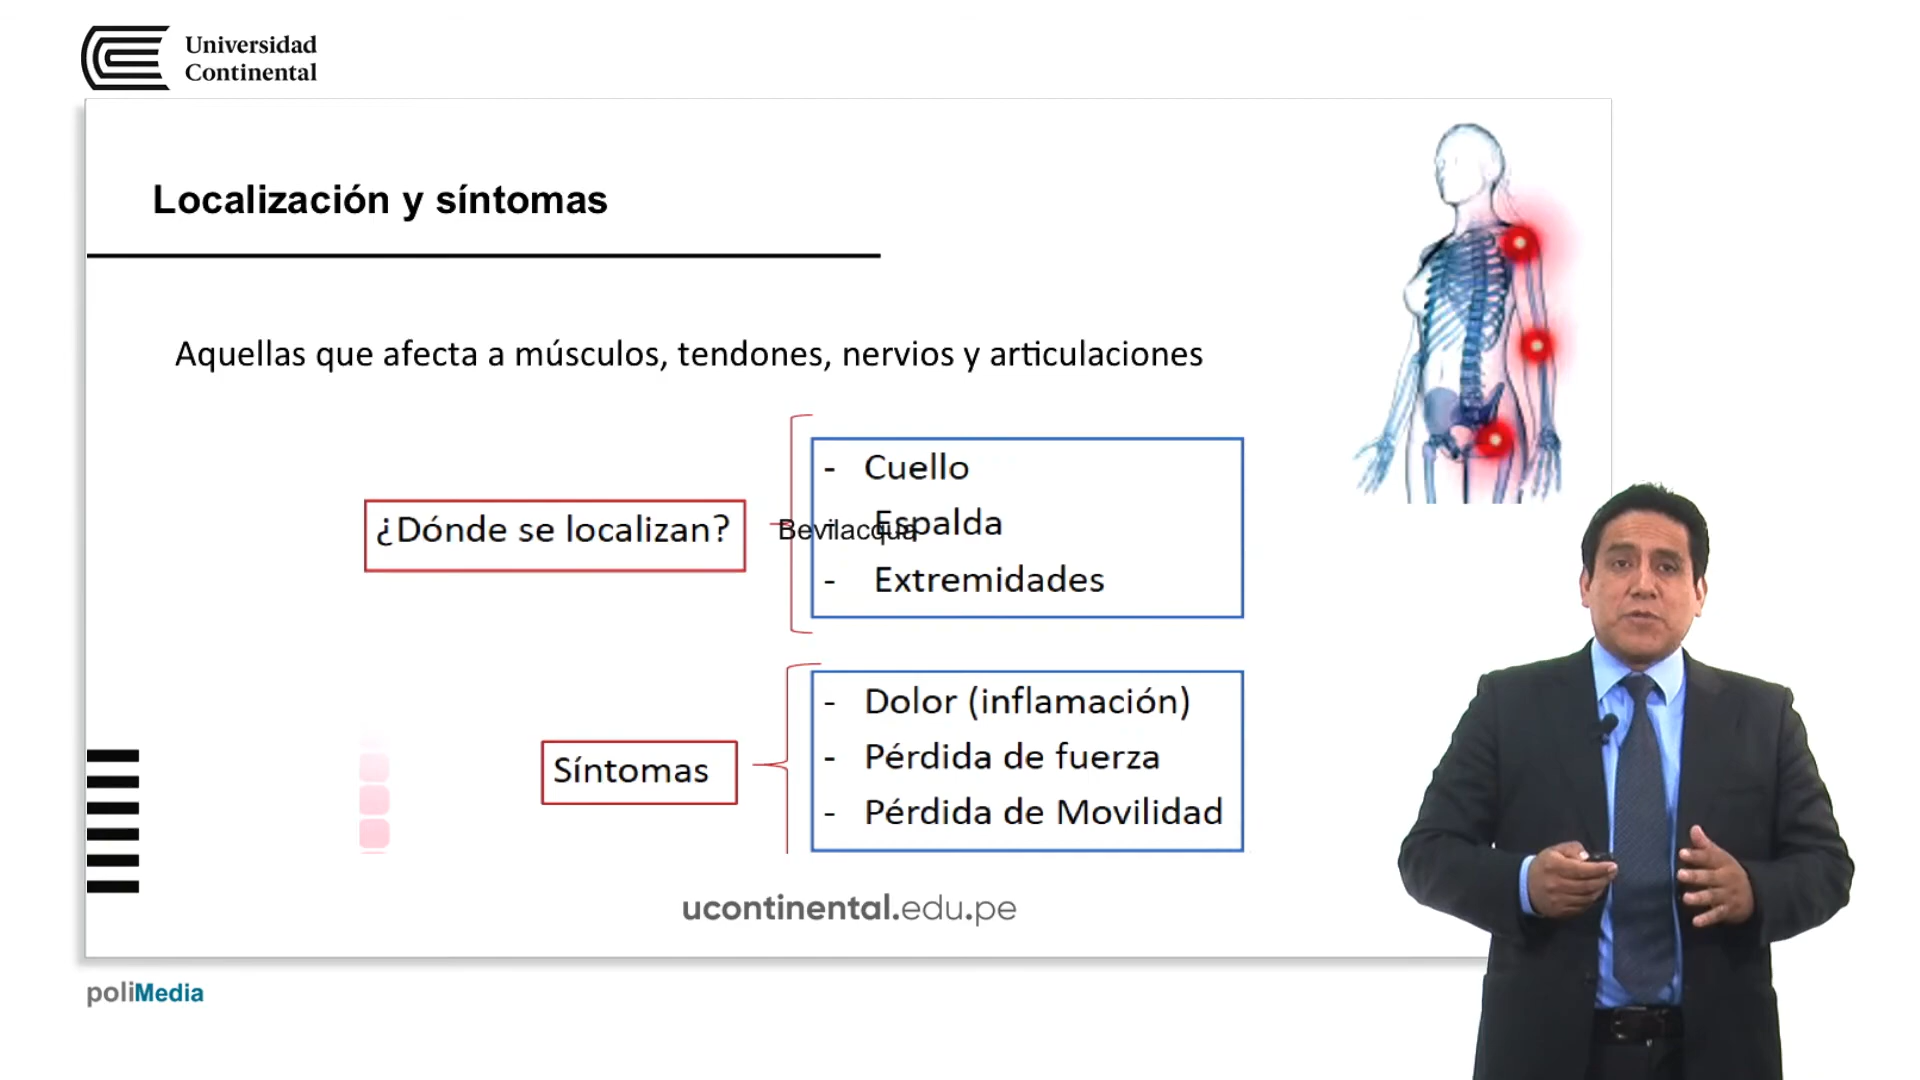 Universidad
Continental
Localización y síntomas
Aquellas que afecta a músculos, tendones, nervios y articulaciones
¿Dónde se localizan?
- Cuello
- Espalda
Bevilacqua
- Extremidades
Síntomas
- Dolor (inflamación)
- Pérdida de fuerza
- Pérdida de Movilidad
ucontinental.edu.pe
poliMedia